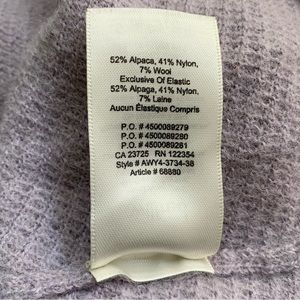 52% Alpaca, 41% Nylon,
7% Wool
Exclusive Of Elastic
52% Alpaga, 41% Nylon,
7% Laine
Aucun Élastique Compris
P.O. # 4500089279
P.O. # 4500089280
P.O. # 4500089281
CA 23725 RN 122354
Style # AWY4-3734-38
Article # 68880